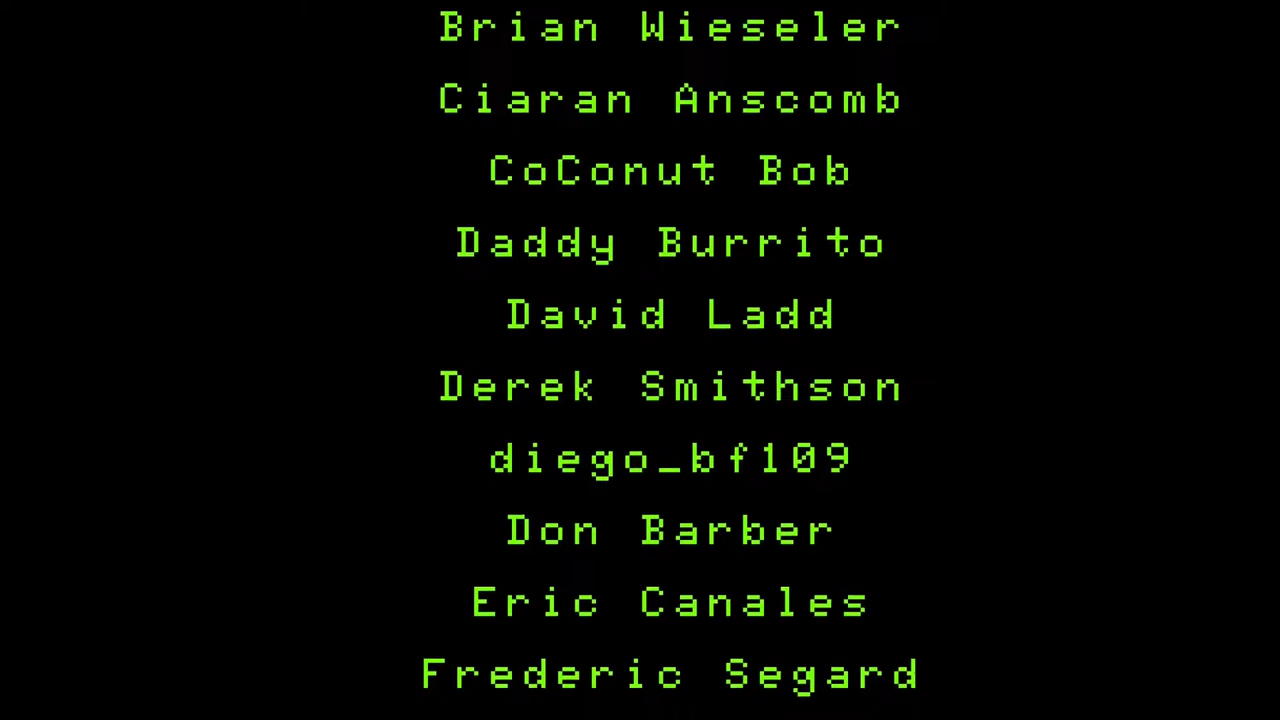 Brian Wieseler
Ciaran Anscomb
CoConut Bob
Daddy Burrito
David Ladd
Derek Smithson
diego_bf109
Don Barber
Eric Canales
Frederic Segard